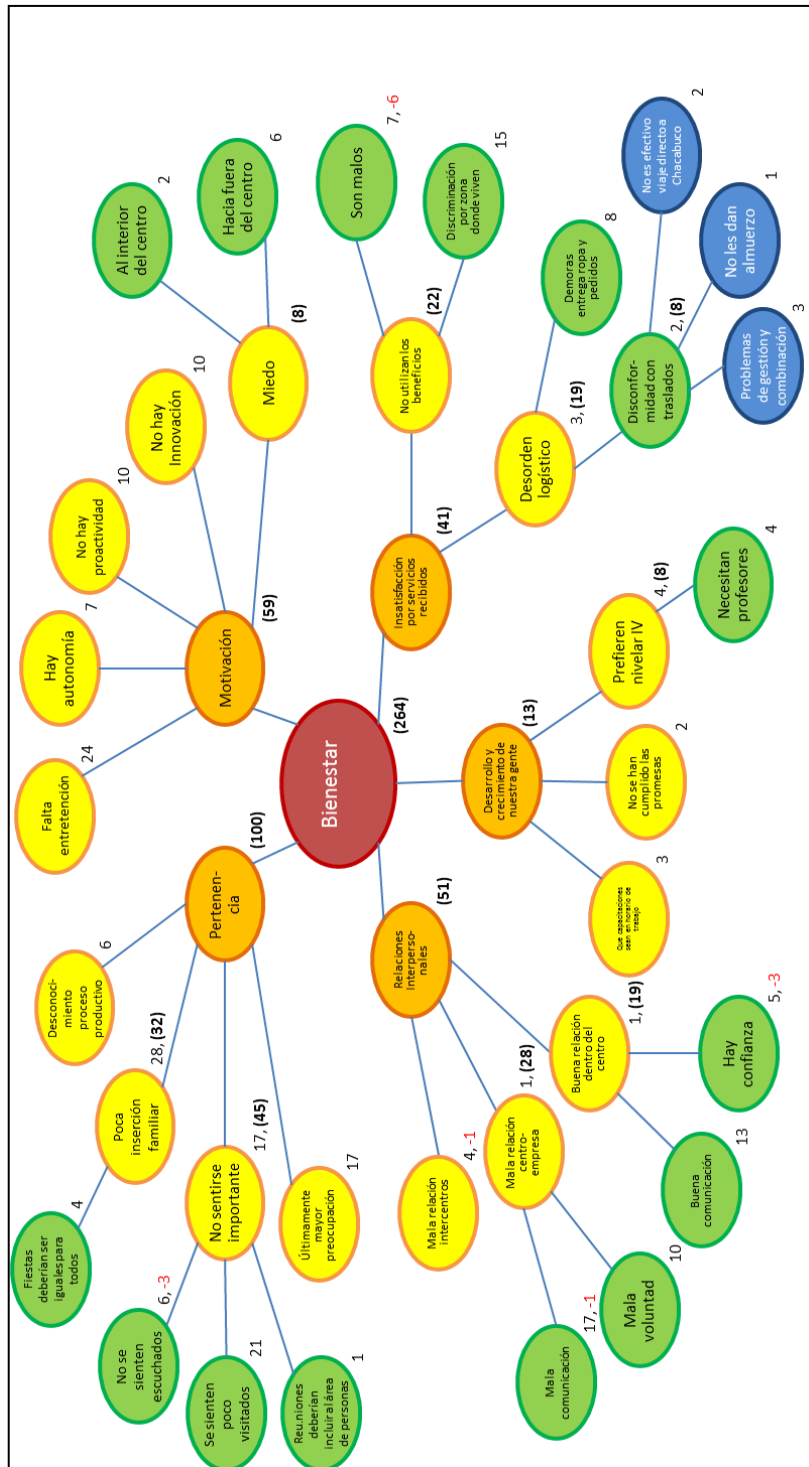 Bienestar
(264)
Pertenen-
cia
(100)
Desconoci-
miento
proceso
productivo
6
Poca
inserción
familiar
28, (32)
Fiestas
deberían ser
iguales para
todos
4
No sentirse
importante
17, (45)
No se
sienten
escuchados
6, -3
Se sienten
poco
visitados
21
Reu.niones
deberían
incluir al área
de personas
1
Últimamente
mayor
preocupación
17
Motivación
(59)
Falta
entretención
24
Hay
autonomía
7
No hay
proactividad
10
No hay
Innovación
10
Miedo
(8)
Al interior
del centro
2
Hacia fuera
del centro
6
Insatisfacción
por servicios
recibidos
(41)
No utilizan los
beneficios
(22)
Son malos
7, -6
Discriminación
por zona
donde viven
15
Desorden
logístico
3, (19)
Demoras
entrega ropa y
pedidos
8
Disconfor-
midad con
traslados
2, (8)
No es efectivo
viaje directo a
Chacabuco
2
No les dan
almuerzo
1
Problemas
de gestión y
combinación
3
Desarrollo y
crecimiento de
nuestra gente
(13)
Prefieren
nivelar IV
4, (8)
Necesitan
profesores
4
No se han
cumplido las
promesas
2
Que capacitaciones
sean en horario de
trabajo
3
Relaciones
Interperso-
nales
(51)
Mala relación
intercentros
4, -1
Mala relación
centro-
empresa
1, (28)
Mala
comunicación
17, -1
Mala
voluntad
10
Buena relación
dentro del
centro
1, (19)
Buena
comunicación
13
Hay
confianza
5, -3